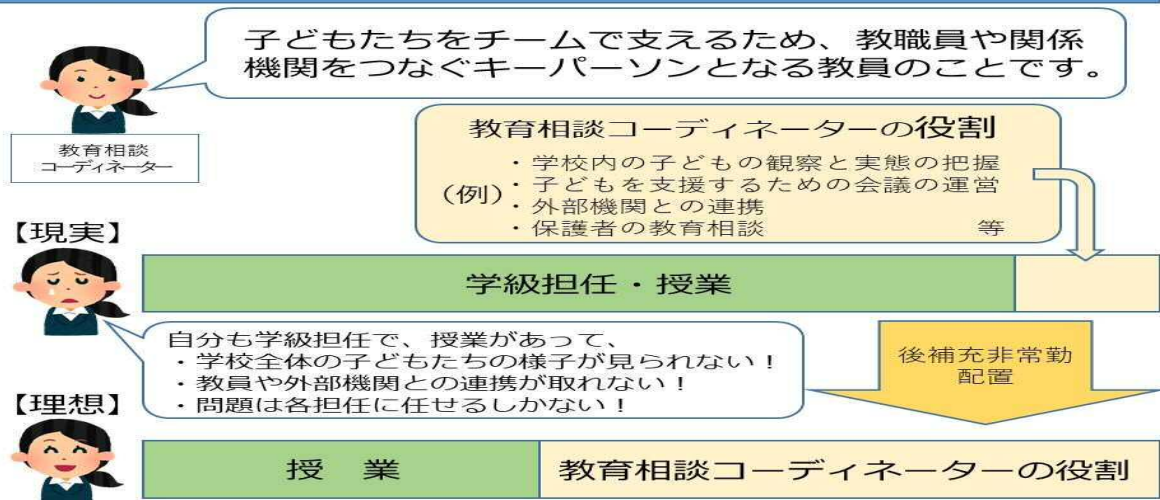 子どもたちをチームで支えるため、教職員や関係
機関をつなぐキーパーソンとなる教員のことです。
教育相談
コーディネーター
教育相談コーディネーターの役割
(例)
・学校内の子どもの観察と実態の把握
・子どもを支援するための会議の運営
・外部機関との連携
・保護者の教育相談 等
【現実】
学級担任・授業
自分も学級担任で、授業があって、
・学校全体の子どもたちの様子が見られない！
・教員や外部機関との連携が取れない！
・問題は各担任に任せるしかない！
後補充非常勤
配置
【理想】
授 業
教育相談コーディネーターの役割